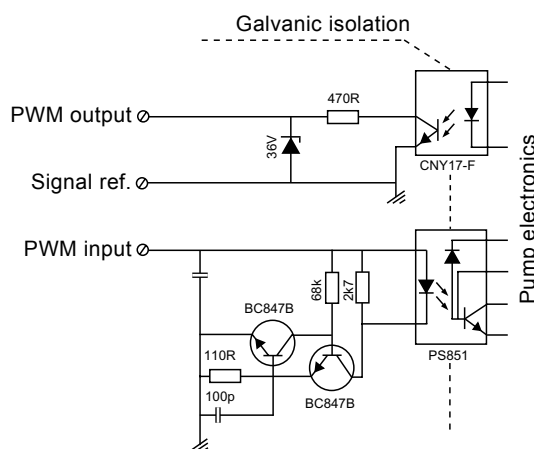 Galvanic isolation
PWM output
470R
36V
CNY17-F
Signal ref.
PWM input
68k
2k7
BC847B
110R
100p
BC847B
PS851
Pump electronics